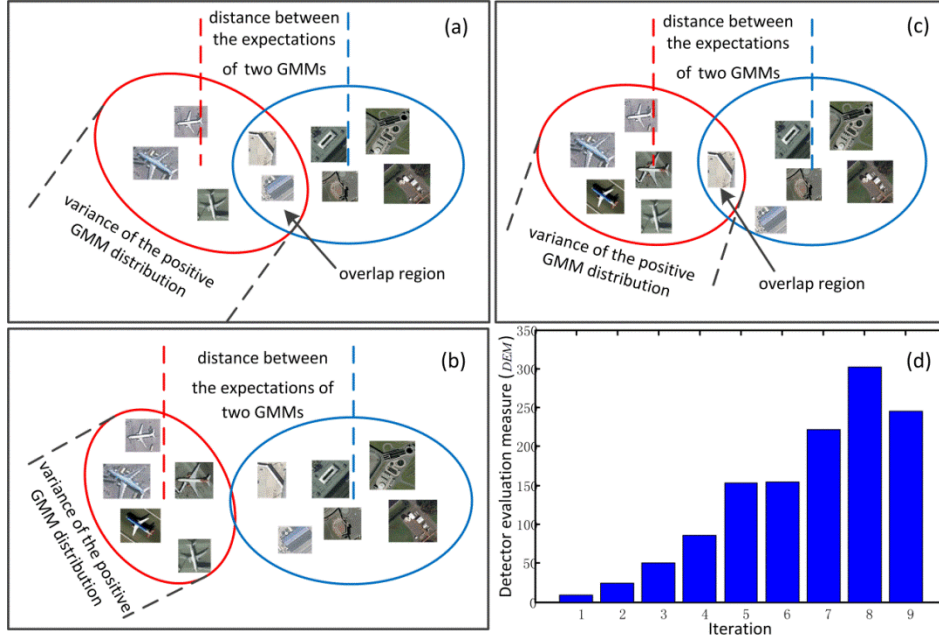 distance between
the expectations
of two GMMs
(a)
variance of the positive
GMM distribution
overlap region
distance between
the expectations
of two GMMs
(c)
variance of the positive
GMM distribution
overlap region
distance between
the expectations of
two GMMs
(b)
variance of the positive
GMM distribution
(d)
Detector evaluation measure (DEM)
350
300
250
200
150
100
50
0
1 2 3 4 5 6 7 8 9
Iteration